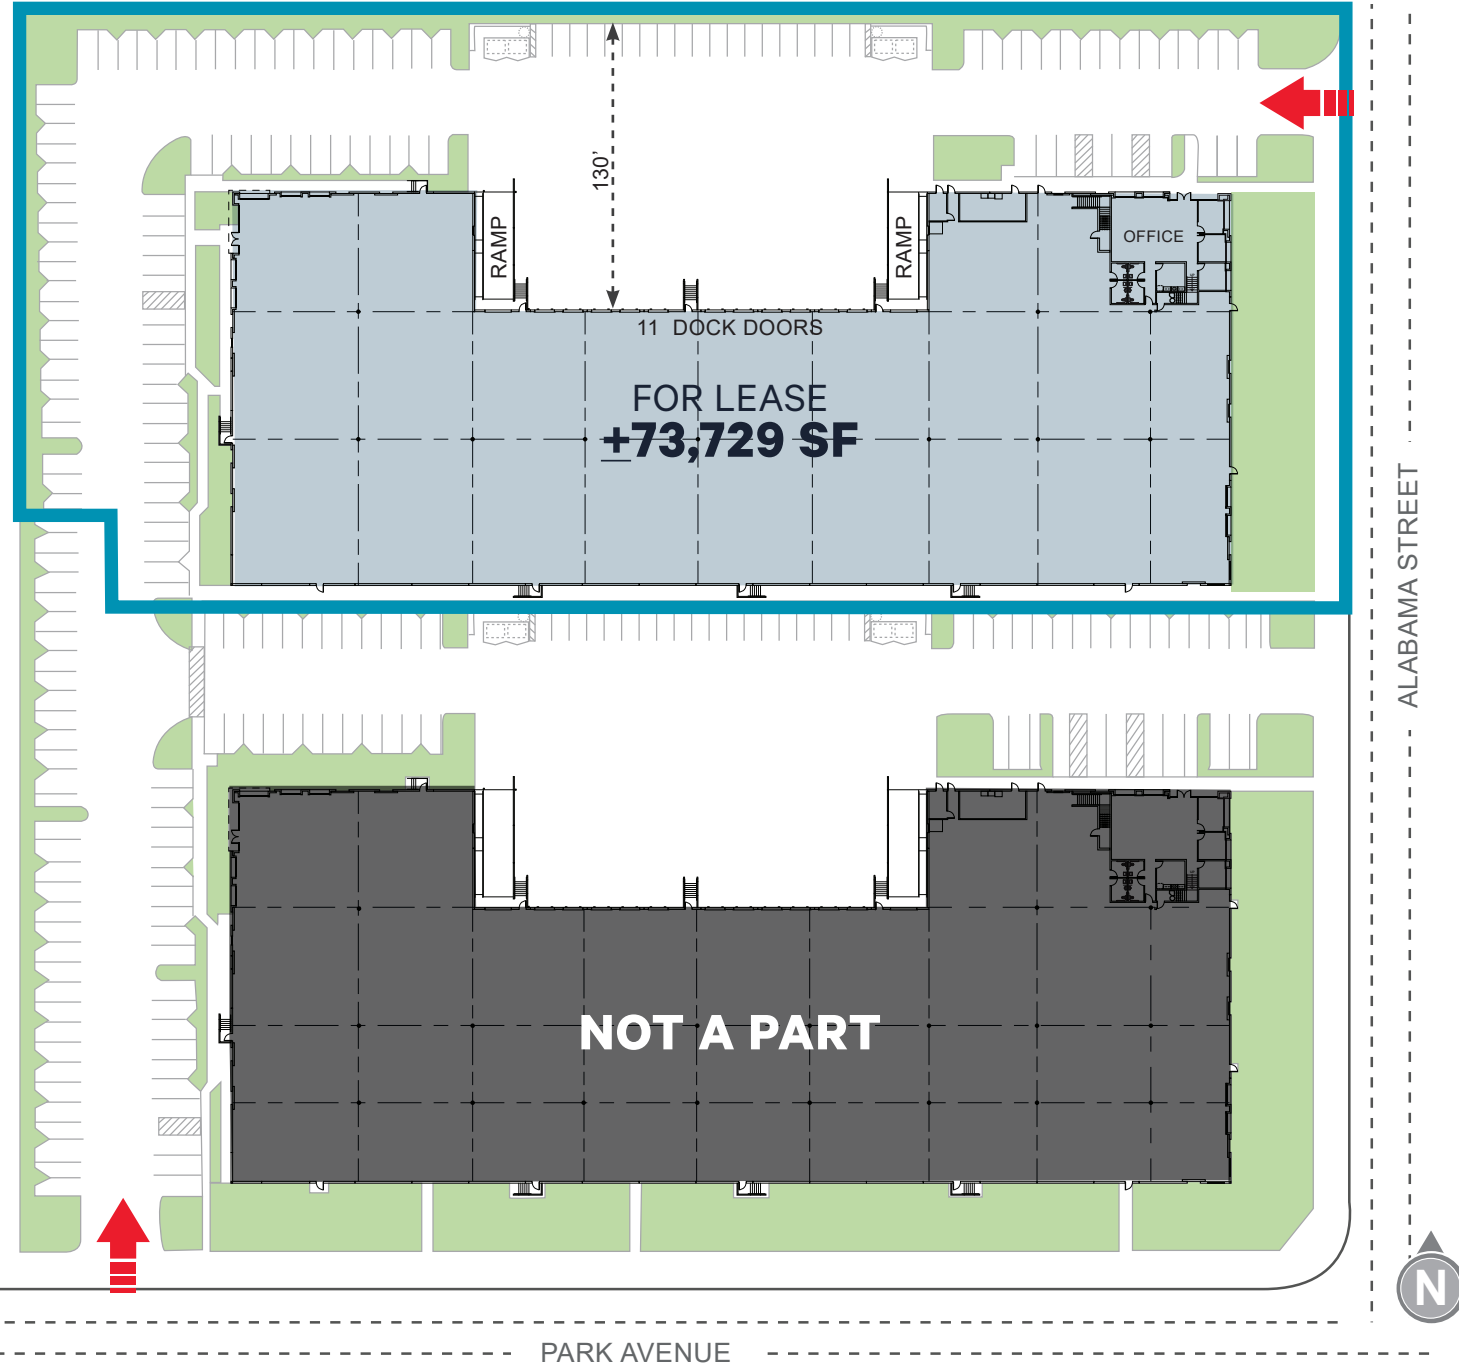 130'
RAMP
RAMP
OFFICE
11 DOCK DOORS
FOR LEASE
±73,729 SF
ALABAMA STREET
NOT A PART
N
PARK AVENUE